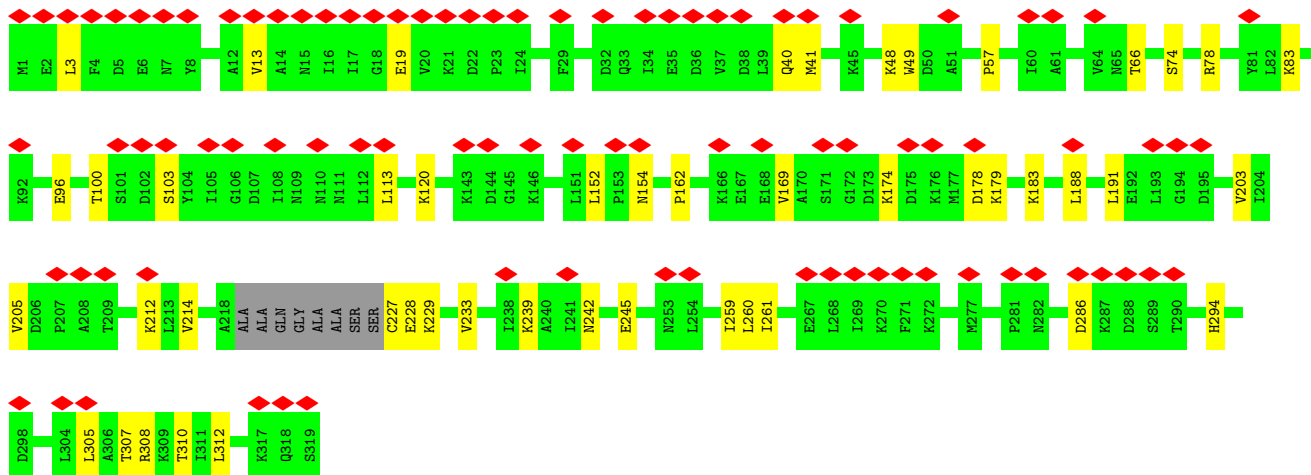 M1 E2 L3 F4 D5 E6 N7 Y8 A12 V13 A14 N15 I16 I17 G18 E19 V20 K21 D22 P23 I24 F29 D32 Q33 I34 E35 D36 V37 D38 L39 Q40 M41 K45 K48 W49 D50 A51 P57 I60 A61 V64 N65 T66 S74 R78 Y81 L82 K83
K92 E96 T100 S101 D102 S103 Y104 I105 G106 D107 I108 N109 N110 N111 L112 L113 K120 K143 D144 G145 K146 L151 L152 P153 N154 P162 K166 E167 E168 V169 A170 S171 G172 D173 K174 D175 K176 M177 D178 K179 K183 L188 L191 E192 L193 G194 D195 V203 I204
V205 D206 P207 A208 T209 K212 L213 V214 A218 ALA ALA GLN GLY ALA ALA SER SER C227 E228 K229 V233 I238 K239 A240 I241 N242 E245 N253 L254 I259 L260 I261 E267 L268 I269 K270 F271 K272 M277 P281 N282 D286 K287 D288 S289 T290 H294
D298 L304 L305 A306 T307 R308 K309 T310 I311 L312 K317 Q318 S319